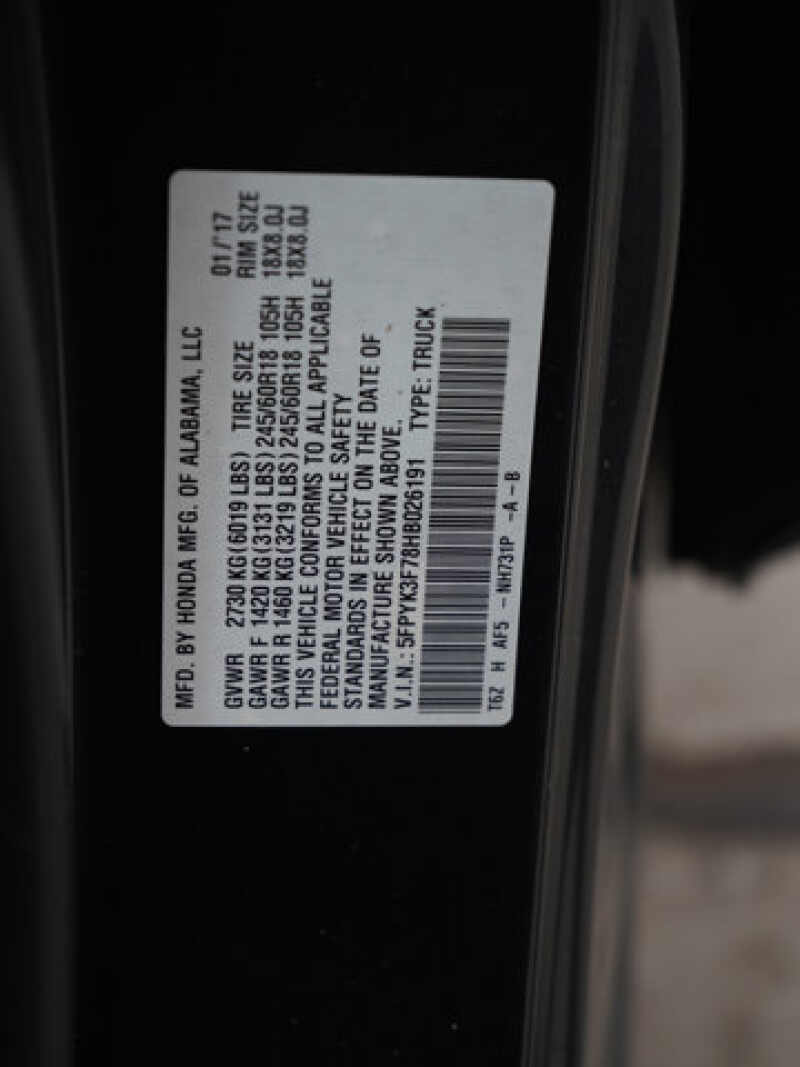 MFD. BY HONDA MFG. OF ALABAMA, LLC
01/'17
GVWR 2730 KG(6019 LBS) TIRE SIZE RIM SIZE
GAWR F 1420 KG(3131 LBS) 245/60R18 105H 18X8.0J
GAWR R 1460 KG(3219 LBS) 245/60R18 105H 18X8.0J
THIS VEHICLE CONFORMS TO ALL APPLICABLE
FEDERAL MOTOR VEHICLE SAFETY
STANDARDS IN EFFECT ON THE DATE OF
MANUFACTURE SHOWN ABOVE.
V.I.N.: 5FPYK3F78HB026191 TYPE: TRUCK
T6Z H AF5 - NH731P -A-B